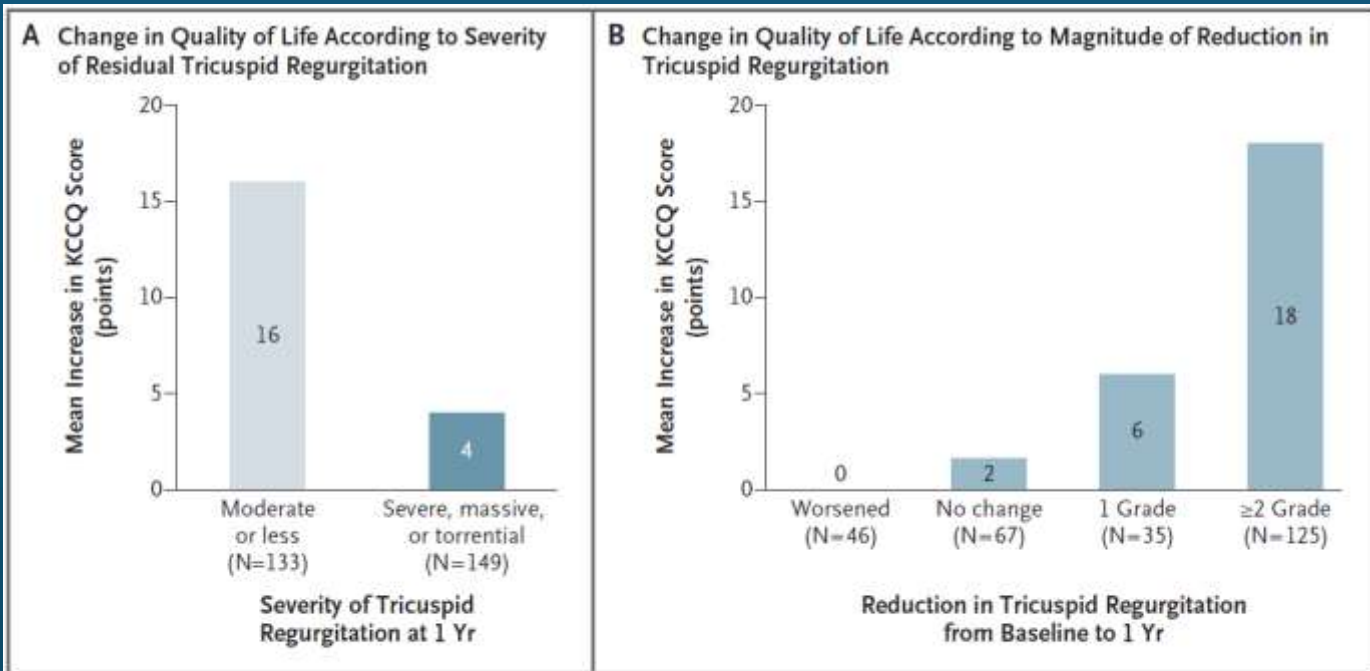 A Change in Quality of Life According to Severity
of Residual Tricuspid Regurgitation
Mean Increase in KCCQ Score
(points)
20
15
10
5
0
16
4
Moderate
or less
(N=133)
Severe, massive,
or torrential
(N=149)
Severity of Tricuspid
Regurgitation at 1 Yr
B Change in Quality of Life According to Magnitude of Reduction in
Tricuspid Regurgitation
Mean Increase in KCCQ Score
(points)
20
15
10
5
0
0
2
6
18
Worsened
(N=46)
No change
(N=67)
1 Grade
(N=35)
≥2 Grade
(N=125)
Reduction in Tricuspid Regurgitation
from Baseline to 1 Yr